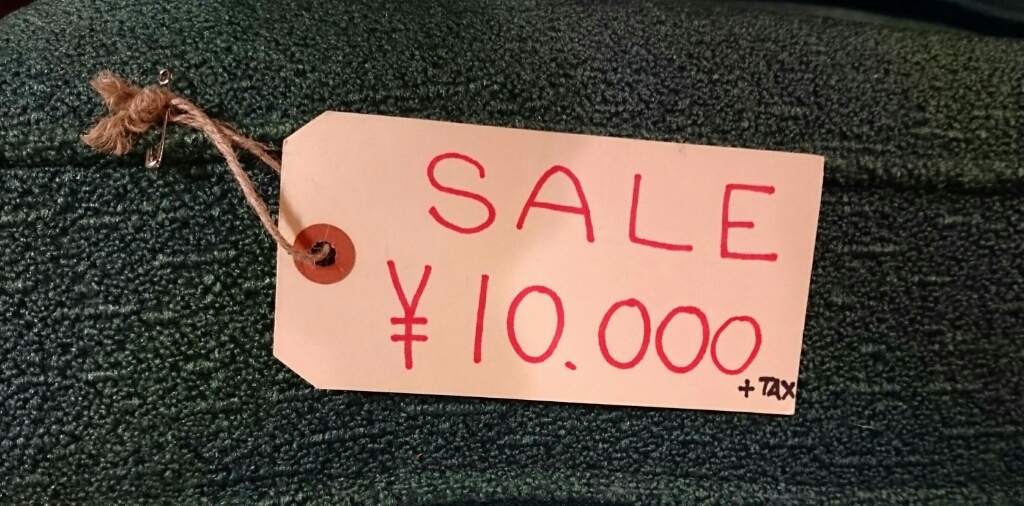 SALE
¥10.000
+TAX